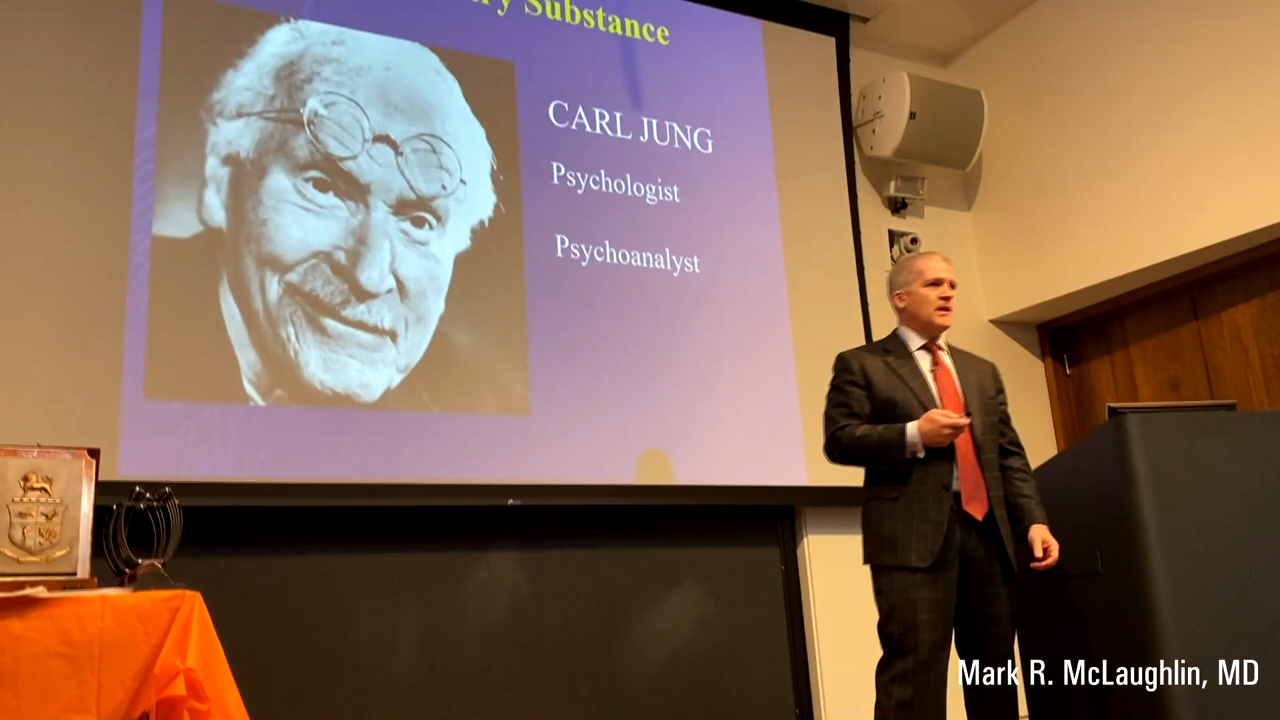 Substance
CARL JUNG
Psychologist
Psychoanalyst
Mark R. McLaughlin, MD